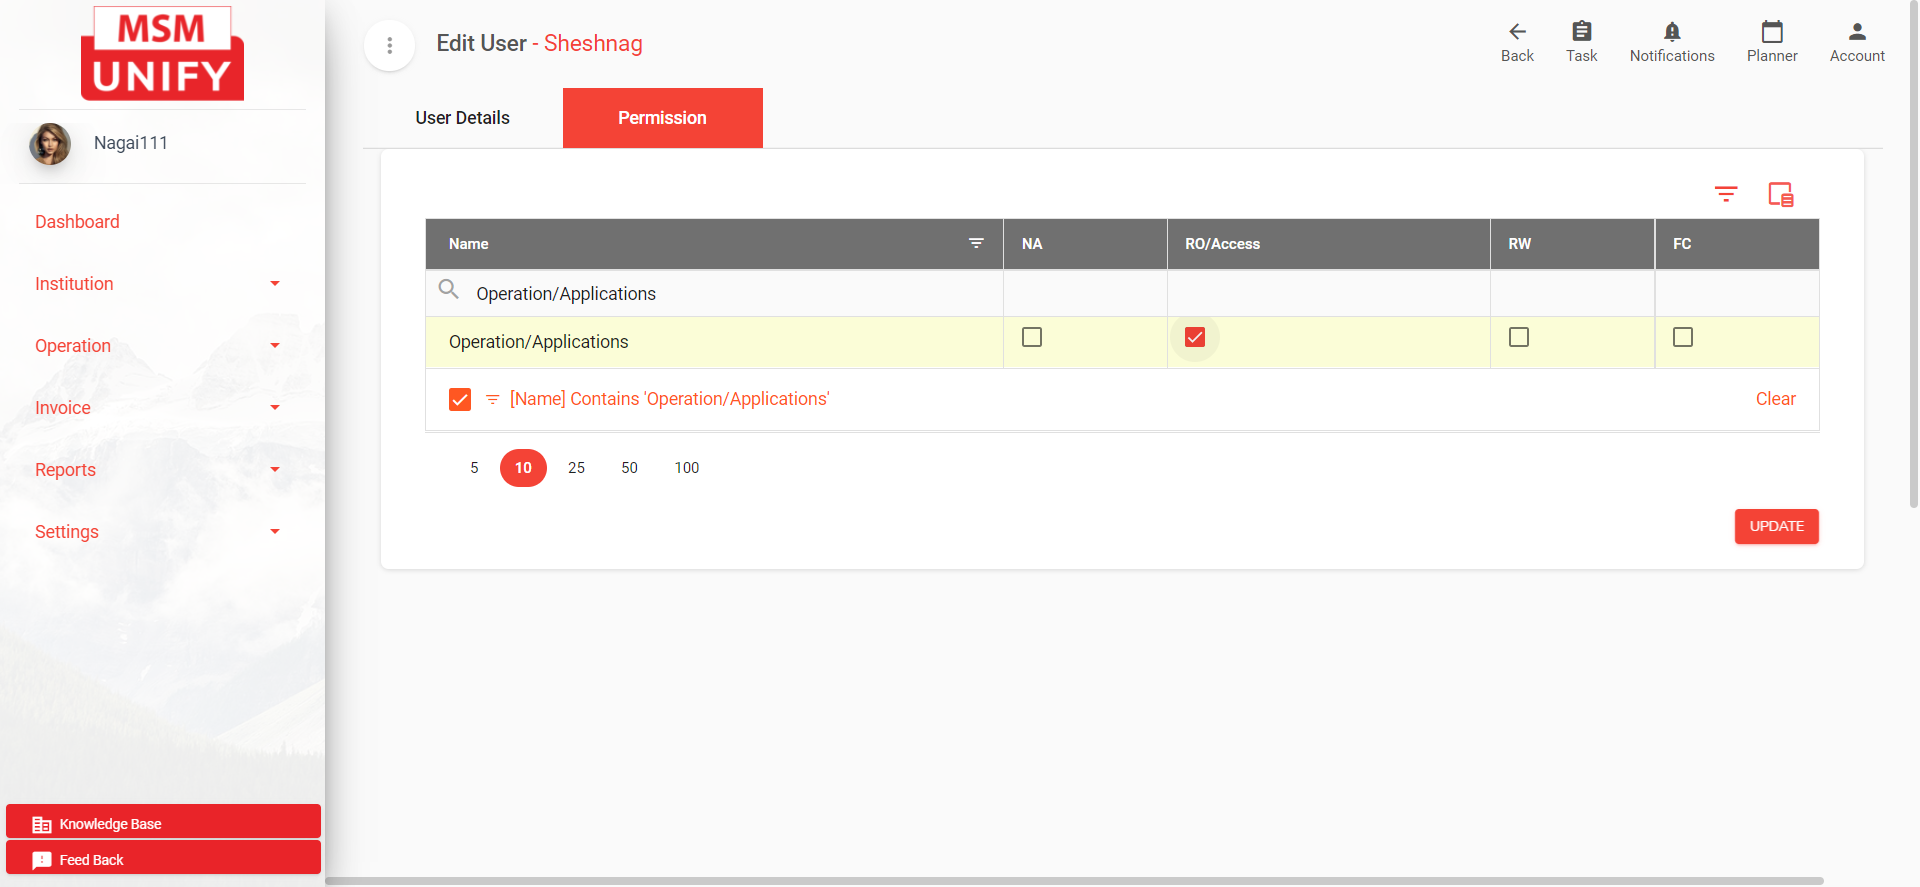 MSM
UNIFY
Nagai111
Dashboard
Institution
Operation
Invoice
Reports
Settings
Knowledge Base
Feed Back
Edit User - Sheshnag
Back
Task
Notifications
Planner
Account
User Details
Permission
Name NA RO/Access RW FC
Operation/Applications
Operation/Applications
[Name] Contains 'Operation/Applications' Clear
5 10 25 50 100
UPDATE